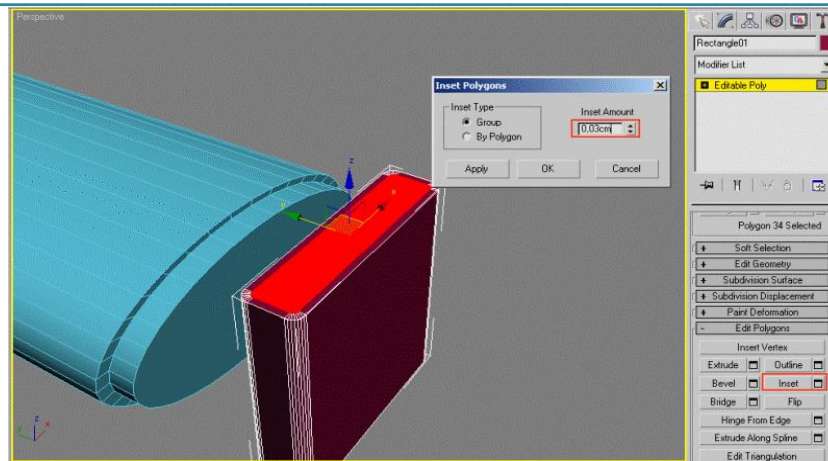 Perspective
Rectangle01
Modifier List
Editable Poly
Inset Polygons
Inset Type
Group
By Polygon
Inset Amount
0,03cm
Apply OK Cancel
Polygon 34 Selected
+ Soft Selection
+ Edit Geometry
+ Subdivision Surface
+ Subdivision Displacement
+ Paint Deformation
- Edit Polygons
Insert Vertex
Extrude Outline
Bevel Inset
Bridge Flip
Hinge From Edge
Extrude Along Spline
Edit Triangulation
z
y
x
z
y
x